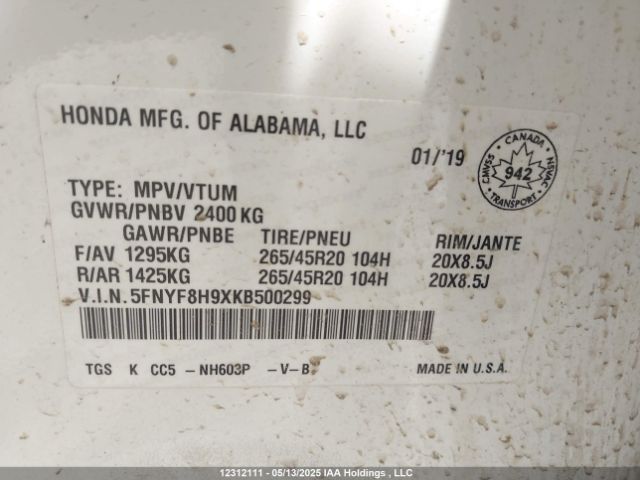 HONDA MFG. OF ALABAMA, LLC
01/'19
CANADA
CMVSS
NSVAC
942
TRANSPORT
TYPE: MPV/VTUM
GVWR/PNBV 2400 KG
GAWR/PNBE TIRE/PNEU RIM/JANTE
F/AV 1295KG 265/45R20 104H 20X8.5J
R/AR 1425KG 265/45R20 104H 20X8.5J
V.I.N. 5FNYF8H9XKB500299
TGS K CC5 -NH603P -V-B MADE IN U.S.A.
12312111 - 05/13/2025 IAA Holdings , LLC